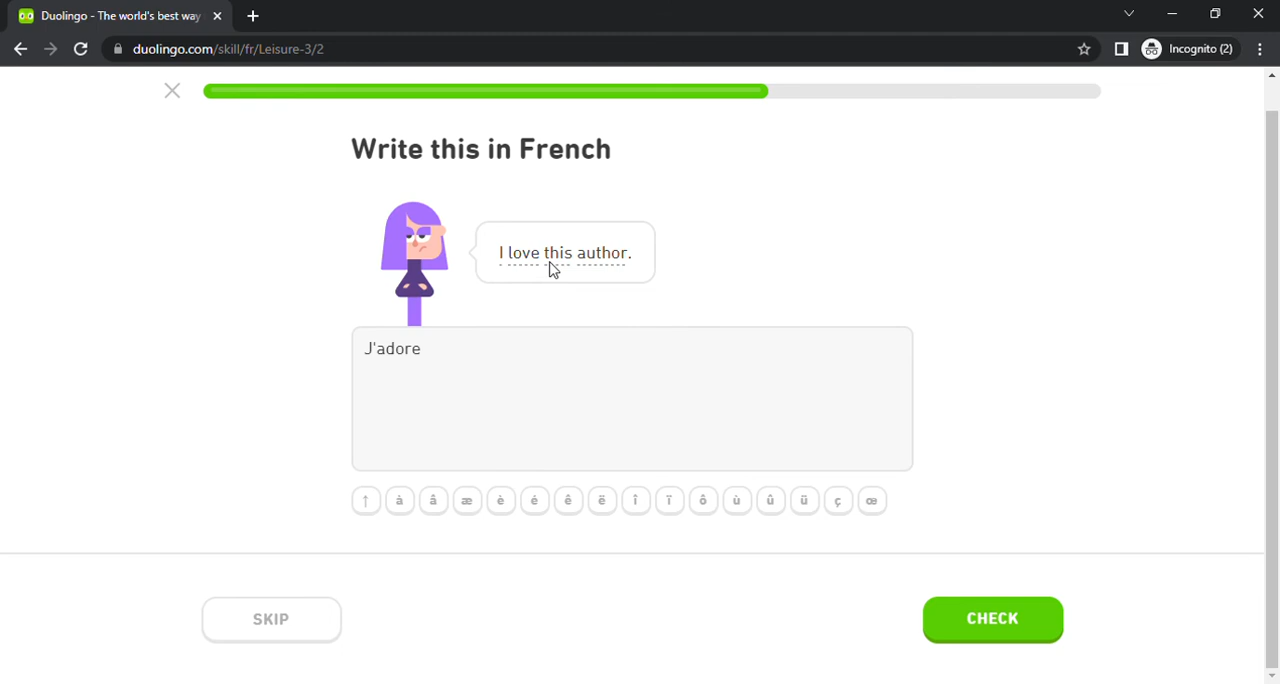 Duolingo - The world's best way
duolingo.com/skill/fr/Leisure-3/2
Incognito (2)
Write this in French
I love this author.
J'adore
↑ à â æ è é ê ë î ï ô ù û ü ç œ
SKIP
CHECK